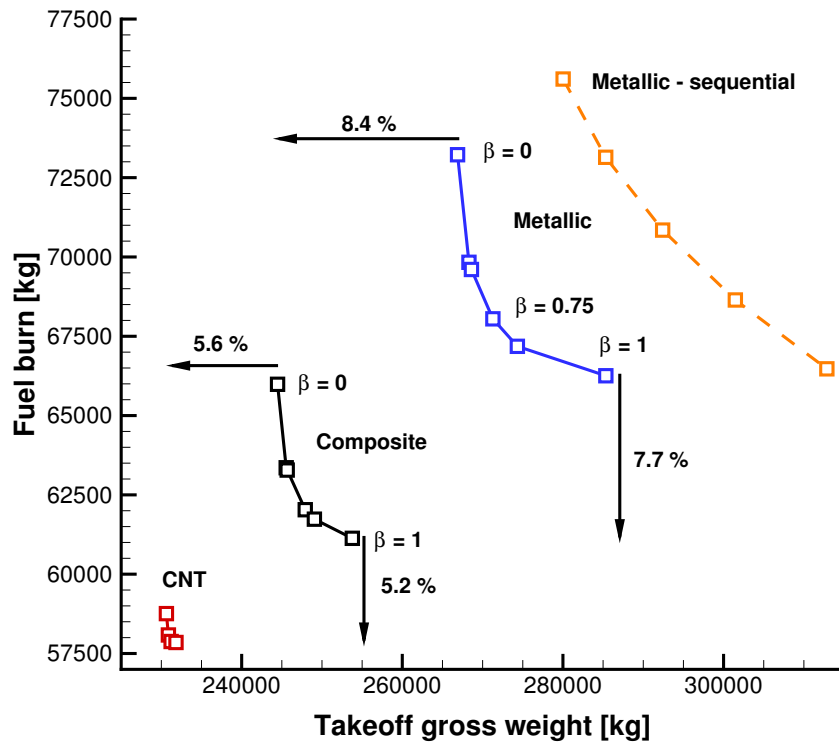 77500
75000
72500
70000
67500
65000
62500
60000
57500
Fuel burn [kg]
Metallic - sequential
8.4 %
β = 0
Metallic
β = 0.75
β = 1
5.6 %
β = 0
Composite
7.7 %
β = 1
5.2 %
CNT
240000 260000 280000 300000
Takeoff gross weight [kg]